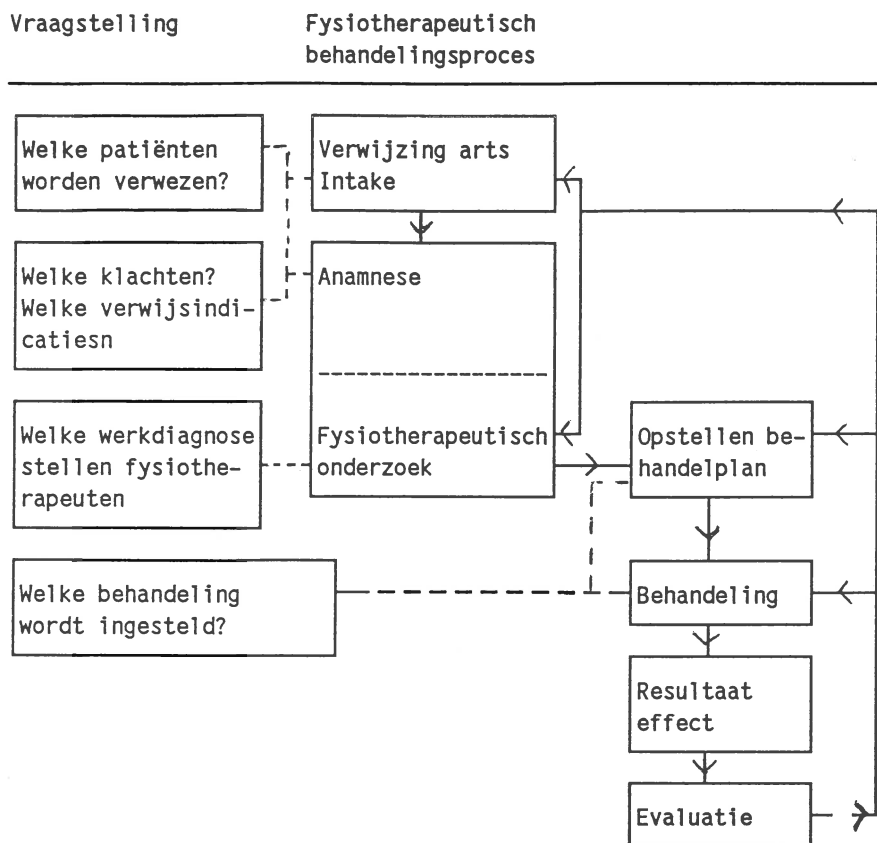 Vraagstelling
Fysiotherapeutisch
behandelingsproces
Welke patiënten
worden verwezen?
Verwijzing arts
Intake
Welke klachten?
Welke verwijsindi-
catiesn
Anamnese
Welke werkdiagnose
stellen fysiothe-
rapeuten
Fysiotherapeutisch
onderzoek
Opstellen be-
handelplan
Welke behandeling
wordt ingesteld?
Behandeling
Resultaat
effect
Evaluatie